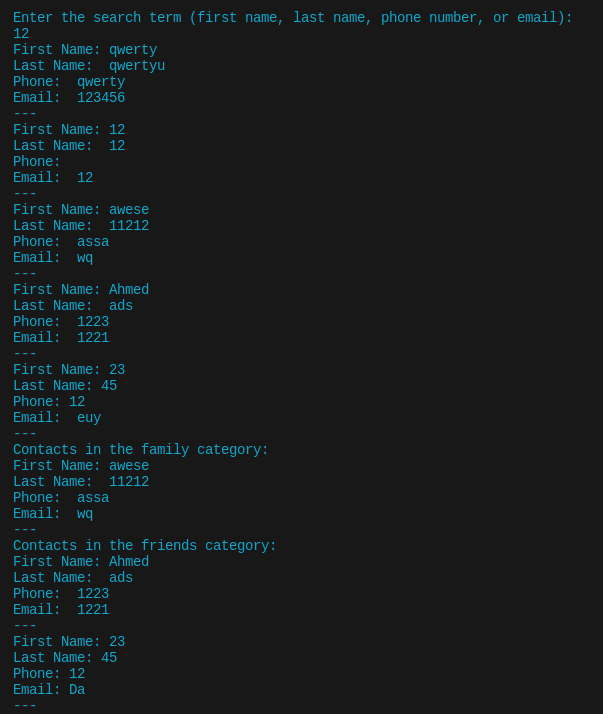 Enter the search term (first name, last name, phone number, or email):
12
First Name: qwerty
Last Name:  qwertyu
Phone:  qwerty
Email:  123456
---
First Name: 12
Last Name:  12
Phone:
Email:  12
---
First Name: awese
Last Name:  11212
Phone:  assa
Email:  wq
---
First Name: Ahmed
Last Name:  ads
Phone:  1223
Email:  1221
---
First Name: 23
Last Name: 45
Phone: 12
Email:  euy
---
Contacts in the family category:
First Name: awese
Last Name:  11212
Phone:  assa
Email:  wq
---
Contacts in the friends category:
First Name: Ahmed
Last Name:  ads
Phone:  1223
Email:  1221
---
First Name: 23
Last Name: 45
Phone: 12
Email: Da
---